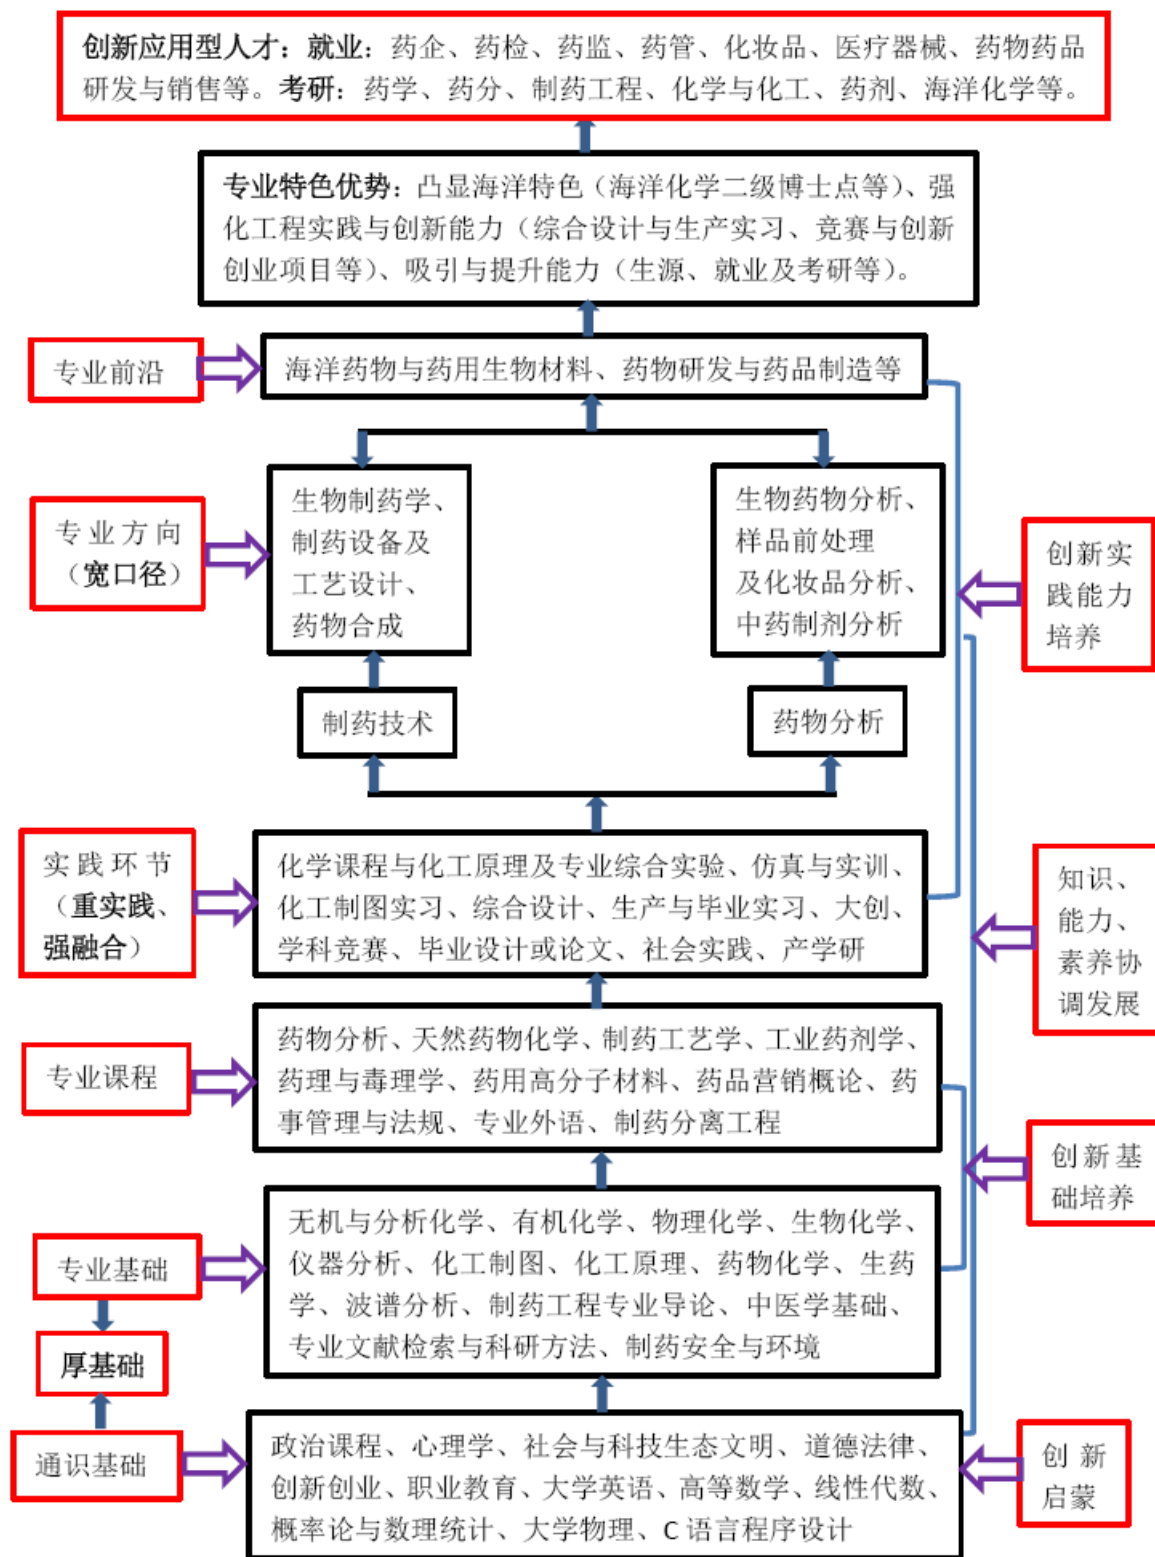 创新应用型人才：就业：药企、药检、药监、药管、化妆品、医疗器械、药物药品
研发与销售等。考研：药学、药分、制药工程、化学与化工、药剂、海洋化学等。
专业特色优势：凸显海洋特色（海洋化学二级博士点等）、强
化工程实践与创新能力（综合设计与生产实习、竞赛与创新
创业项目等）、吸引与提升能力（生源、就业及考研等）。
专业前沿
海洋药物与药用生物材料、药物研发与药品制造等
专业方向
（宽口径）
生物制药学、
制药设备及
工艺设计、
药物合成
生物药物分析、
样品前处理
及化妆品分析、
中药制剂分析
创新实
践能力
培养
制药技术
药物分析
实践环节
（重实践、
强融合）
化学课程与化工原理及专业综合实验、仿真与实训、
化工制图实习、综合设计、生产与毕业实习、大创、
学科竞赛、毕业设计或论文、社会实践、产学研
知识、
能力、
素养协
调发展
专业课程
药物分析、天然药物化学、制药工艺学、工业药剂学、
药理与毒理学、药用高分子材料、药品营销概论、药
事管理与法规、专业外语、制药分离工程
创新基
础培养
专业基础
无机与分析化学、有机化学、物理化学、生物化学、
仪器分析、化工制图、化工原理、药物化学、生药
学、波谱分析、制药工程专业导论、中医学基础、
专业文献检索与科研方法、制药安全与环境
厚基础
通识基础
政治课程、心理学、社会与科技生态文明、道德法律、
创新创业、职业教育、大学英语、高等数学、线性代数、
概率论与数理统计、大学物理、C 语言程序设计
创新
启蒙